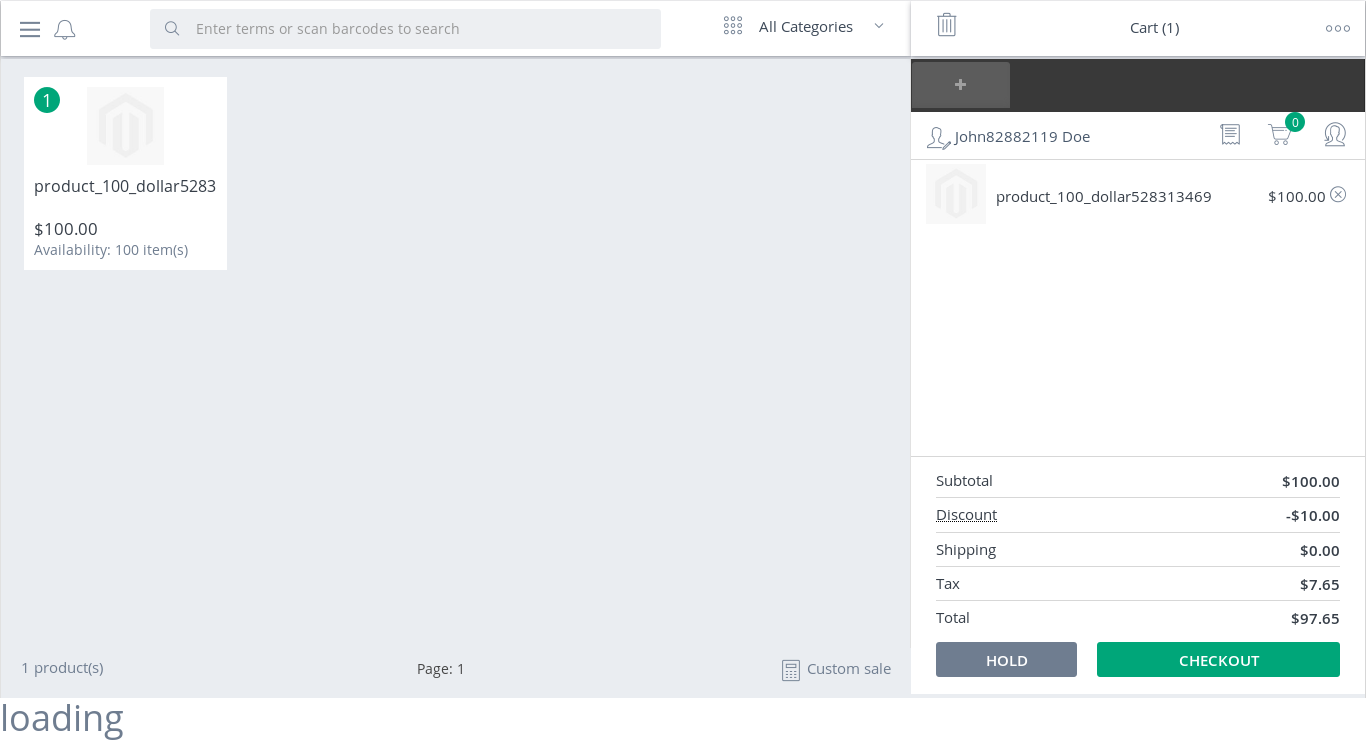 Enter terms or scan barcodes to search
All Categories
Cart (1)
1
product_100_dollar5283
$100.00
Availability: 100 item(s)
+
John82882119 Doe
0
product_100_dollar528313469
$100.00
Subtotal
$100.00
Discount
-$10.00
Shipping
$0.00
Tax
$7.65
Total
$97.65
HOLD
CHECKOUT
1 product(s)
Page: 1
Custom sale
loading